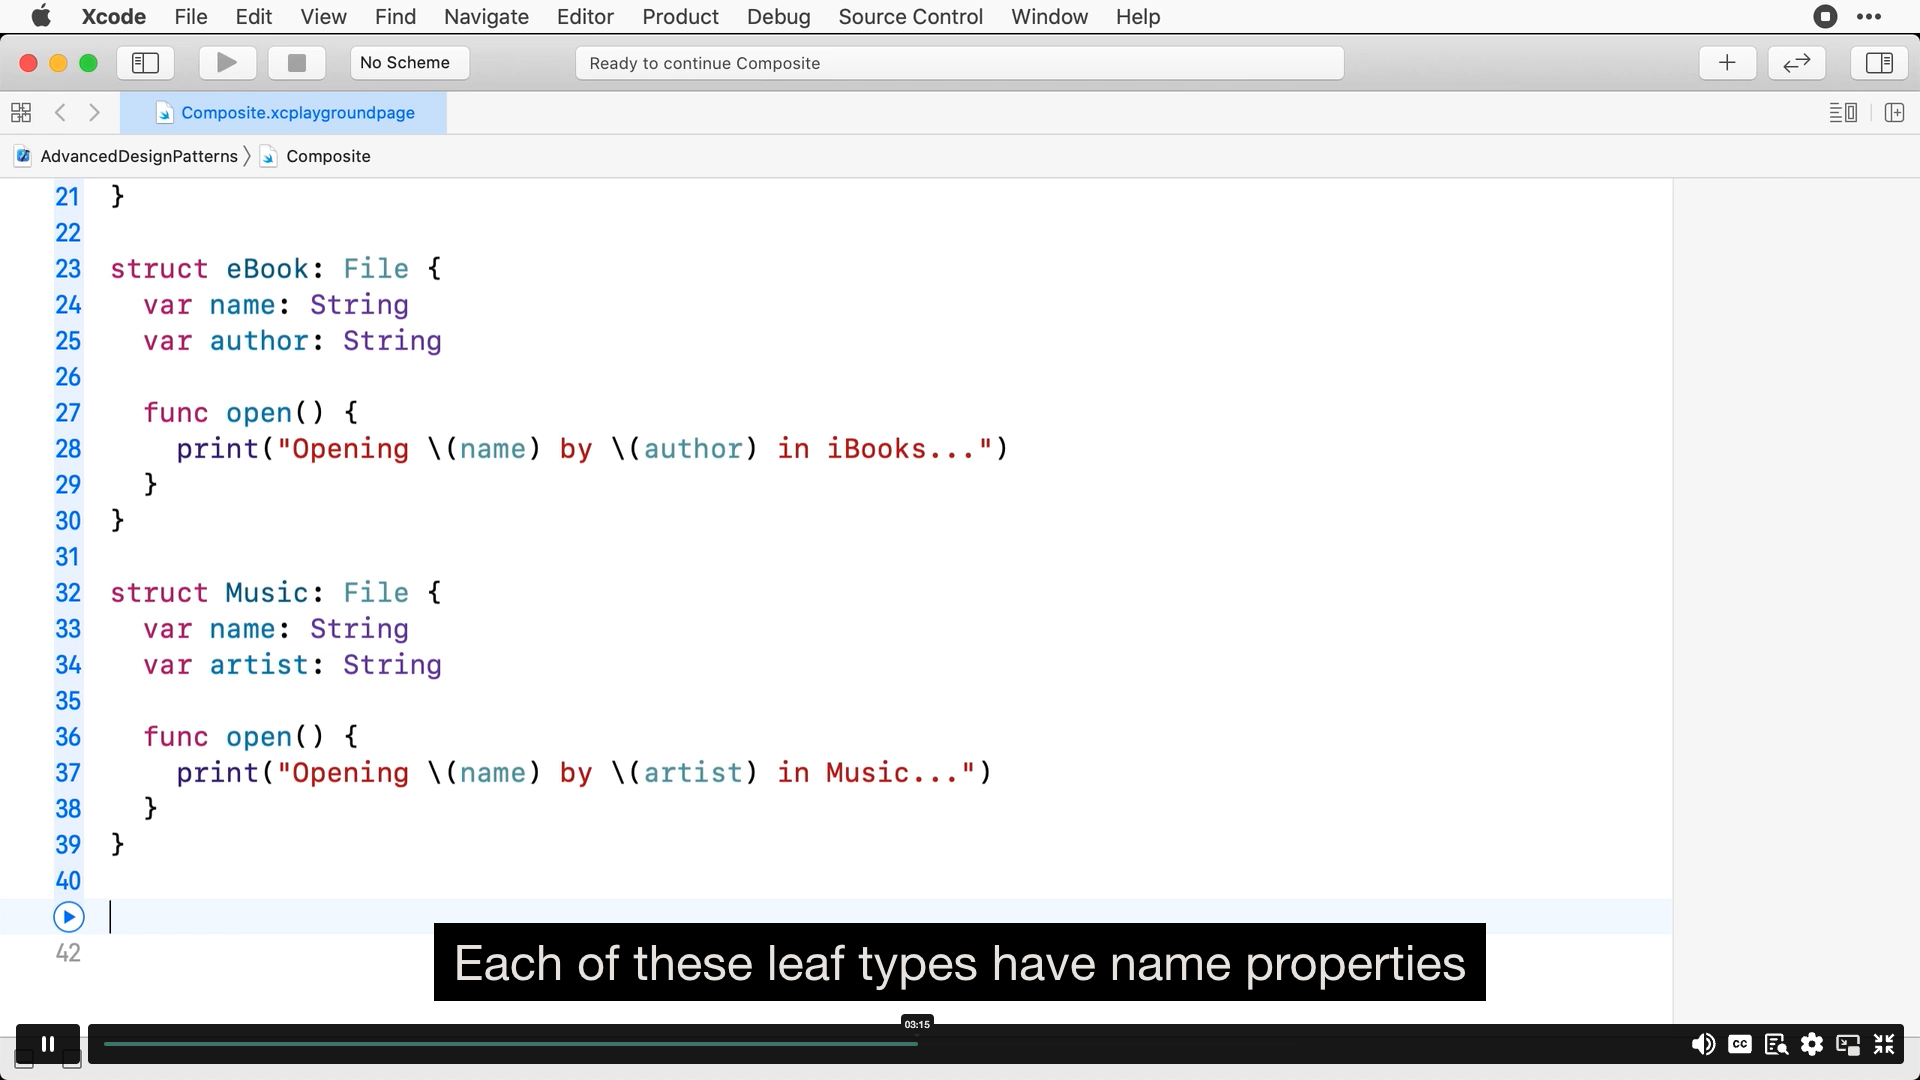 Xcode File Edit View Find Navigate Editor Product Debug Source Control Window Help
No Scheme
Ready to continue Composite
Composite.xcplaygroundpage
AdvancedDesignPatterns 〉 Composite
21 }
22
23 struct eBook: File {
24   var name: String
25   var author: String
26
27   func open() {
28     print("Opening \(name) by \(author) in iBooks...")
29   }
30 }
31
32 struct Music: File {
33   var name: String
34   var artist: String
35
36   func open() {
37     print("Opening \(name) by \(artist) in Music...")
38   }
39 }
40
42
Each of these leaf types have name properties
03:15
CC